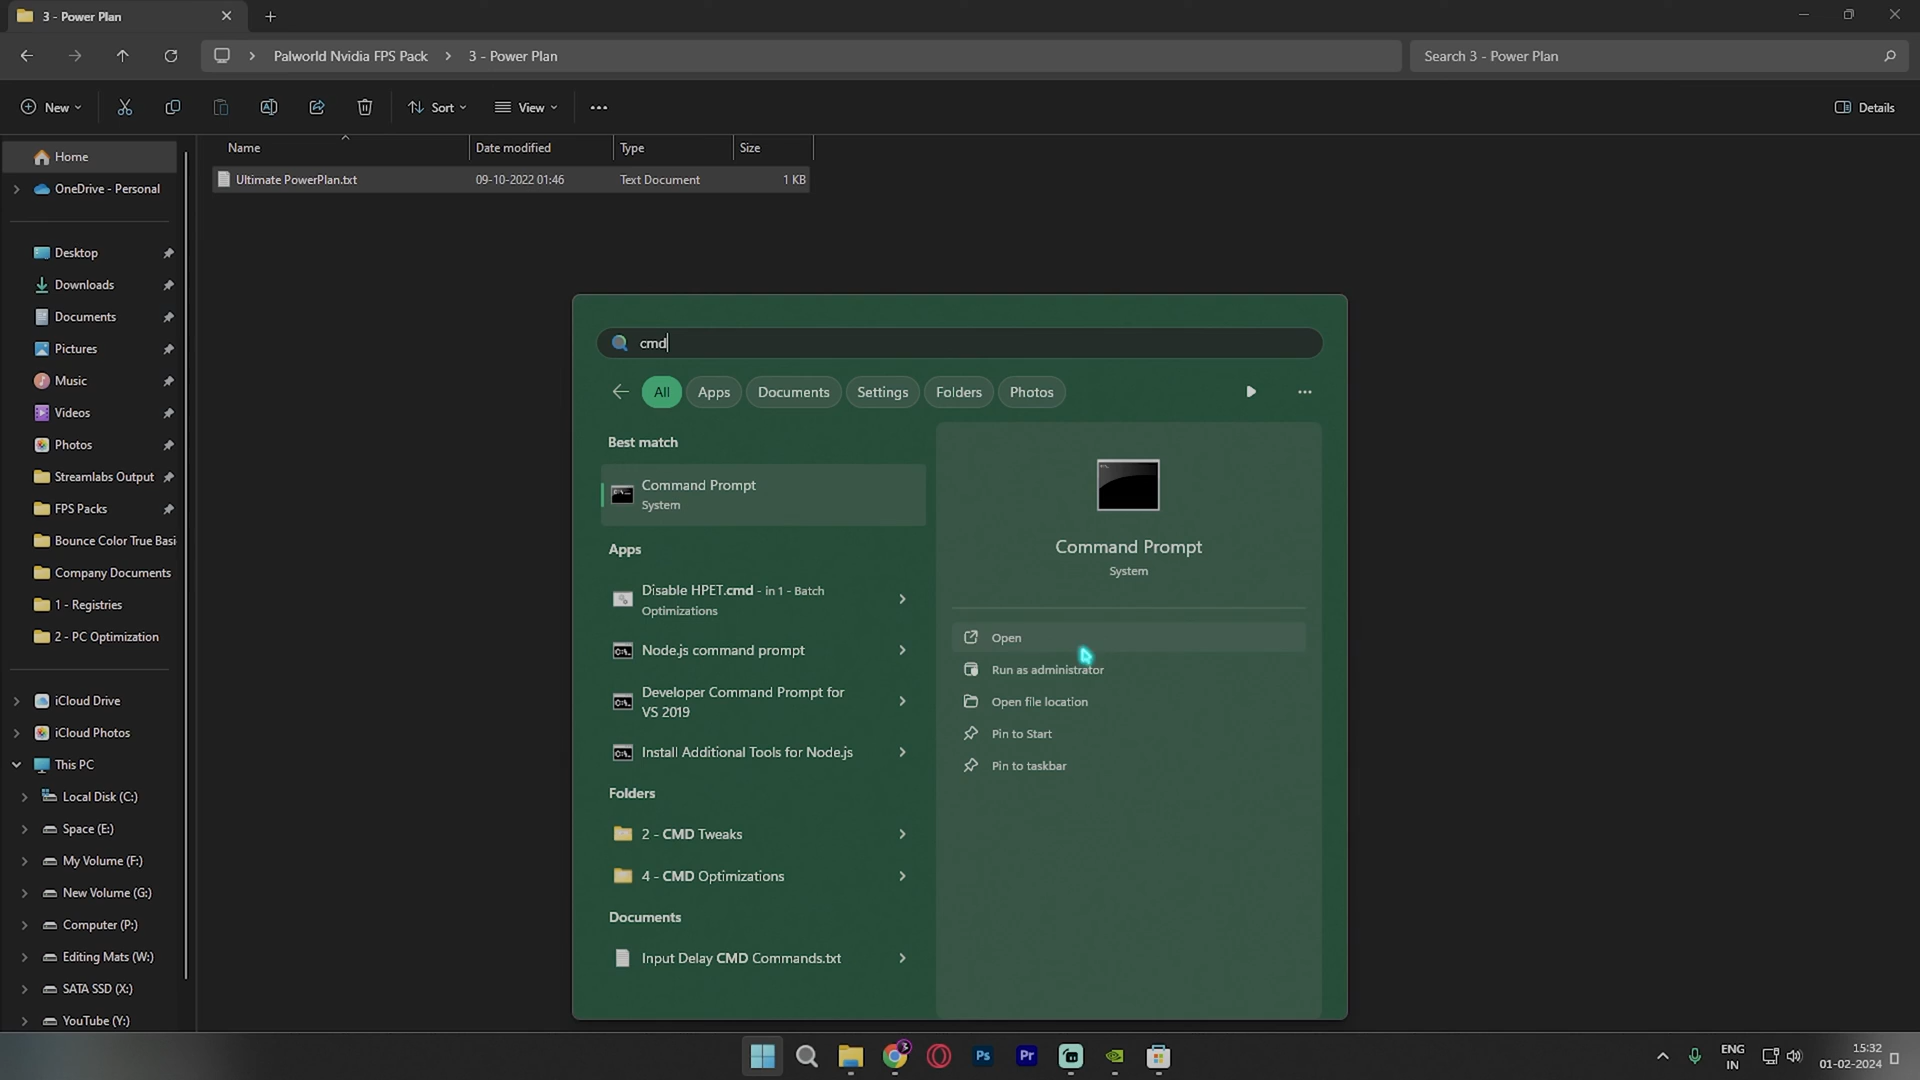 3 - Power Plan
Palworld Nvidia FPS Pack 3 - Power Plan
Search 3 - Power Plan
New
Sort
View
Details
Name Date modified Type Size
Ultimate PowerPlan.txt 09-10-2022 01:46 Text Document 1 KB
Home
OneDrive - Personal
Desktop
Downloads
Documents
Pictures
Music
Videos
Photos
Streamlabs Output
FPS Packs
Bounce Color True Basi
Company Documents
1 - Registries
2 - PC Optimization
iCloud Drive
iCloud Photos
This PC
Local Disk (C:)
Space (E:)
My Volume (F:)
New Volume (G:)
Computer (P:)
Editing Mats (W:)
SATA SSD (X:)
YouTube (Y:)
cmd
All Apps Documents Settings Folders Photos
Best match
Command Prompt
System
Apps
Disable HPET.cmd - in 1 - Batch
Optimizations
Node.js command prompt
Developer Command Prompt for
VS 2019
Install Additional Tools for Node.js
Folders
2 - CMD Tweaks
4 - CMD Optimizations
Documents
Input Delay CMD Commands.txt
Command Prompt
System
Open
Run as administrator
Open file location
Pin to Start
Pin to taskbar
3
Ps
Pr
ENG
IN
15:32
01-02-2024